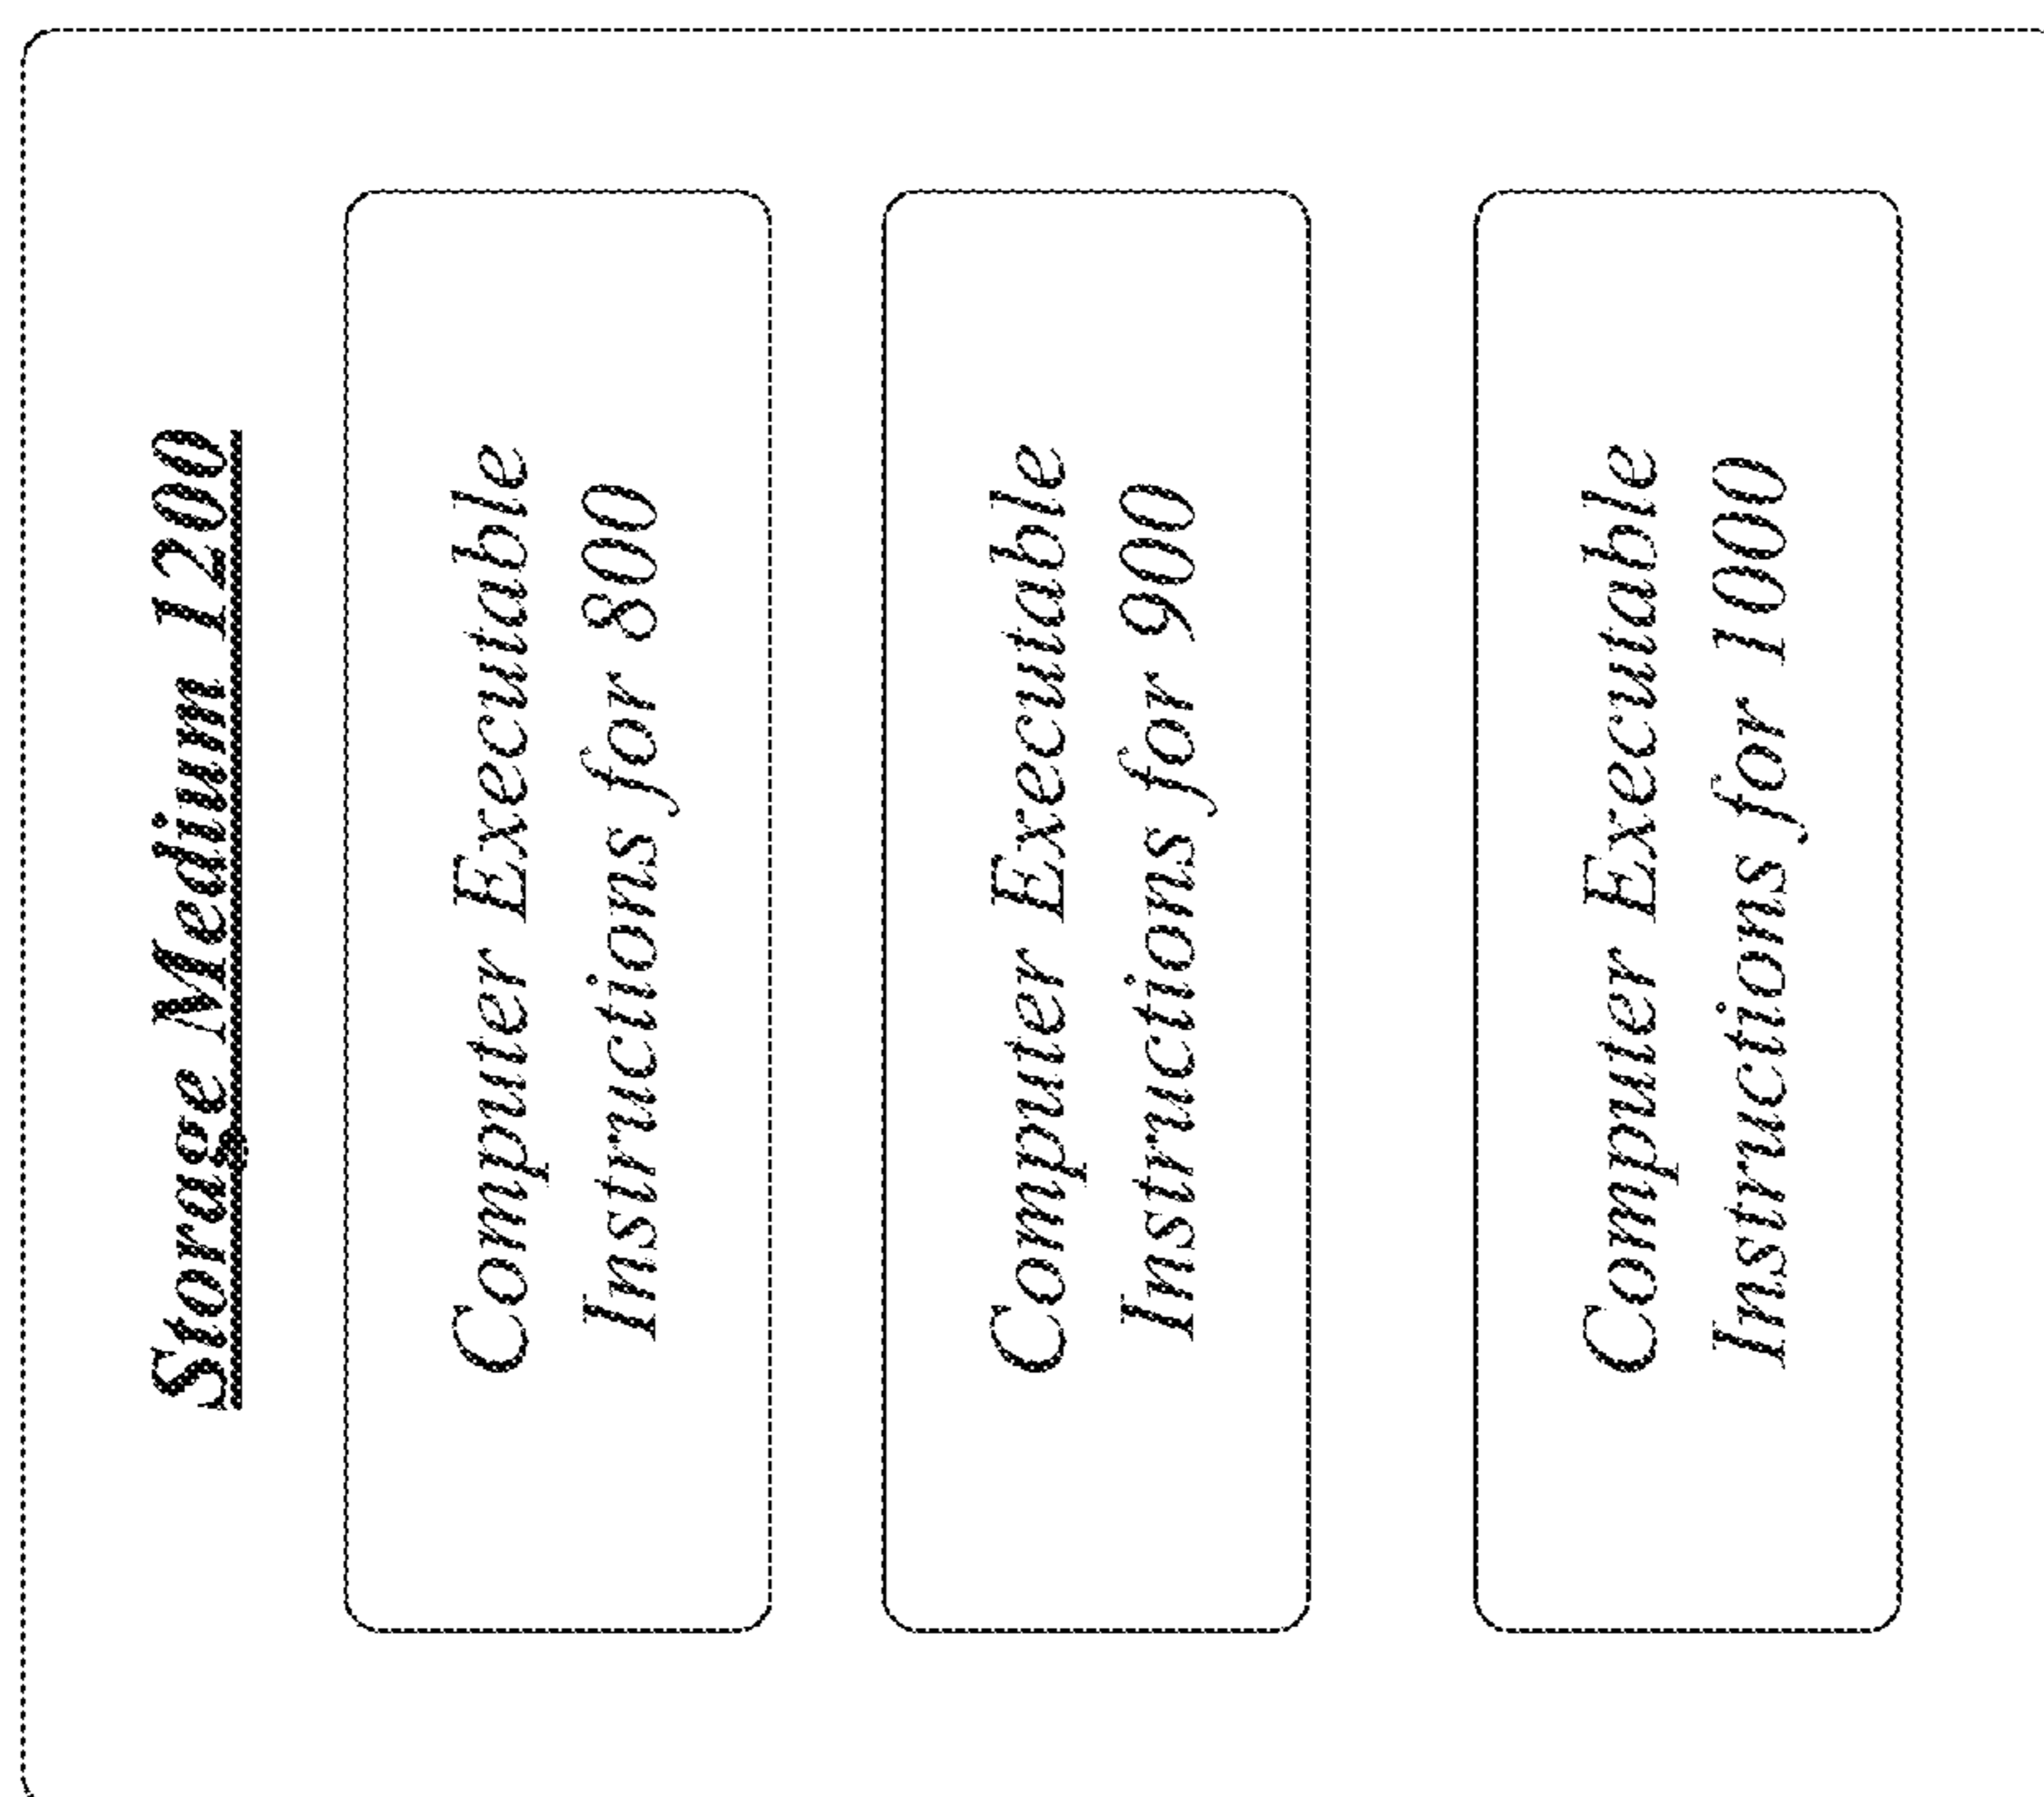 Storage Medium 1200
Computer Executable
Instructions for 800
Computer Executable
Instructions for 900
Computer Executable
Instructions for 1000